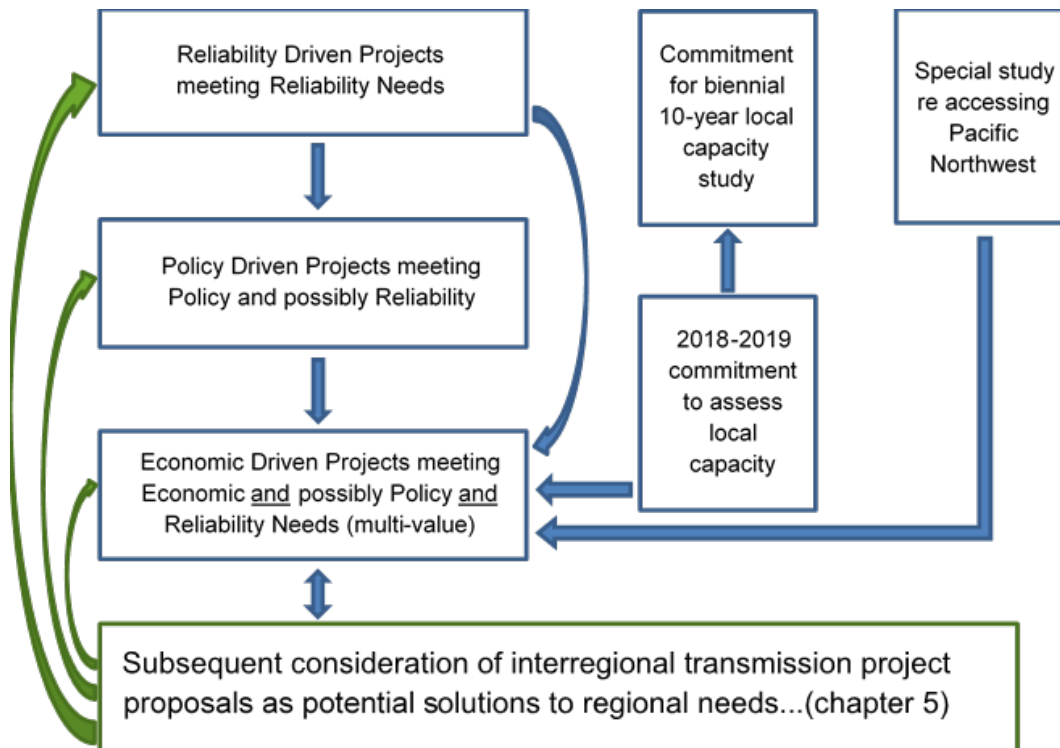 Reliability Driven Projects
meeting Reliability Needs
Commitment
for biennial
10-year local
capacity
study
Special study
re accessing
Pacific
Northwest
Policy Driven Projects meeting
Policy and possibly Reliability
2018-2019
commitment
to assess
local
capacity
Economic Driven Projects meeting
Economic and possibly Policy and
Reliability Needs (multi-value)
Subsequent consideration of interregional transmission project
proposals as potential solutions to regional needs...(chapter 5)